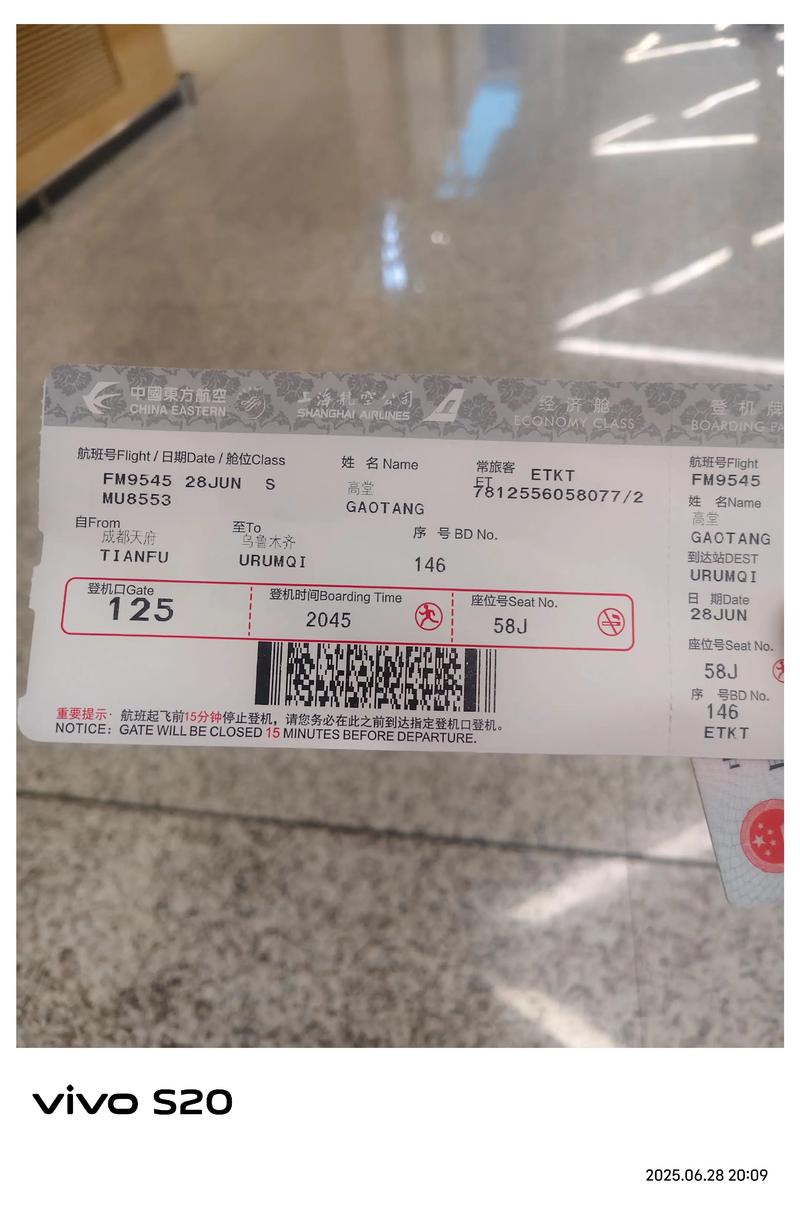 中國東方航空
CHINA EASTERN
上海航空公司
SHANGHAI AIRLINES
经济舱
ECONOMY CLASS
登机牌
BOARDING PA
航班号Flight / 日期Date / 舱位Class
FM9545 28JUN S
MU8553
姓 名 Name
高堂
GAOTANG
常旅客 ETKT
ET
7812556058077/2
自From
成都天府
TIANFU
至To
乌鲁木齐
URUMQI
序 号 BD No.
146
登机口Gate
125
登机时间Boarding Time
2045
座位号Seat No.
58J
重要提示: 航班起飞前15分钟停止登机，请您务必在此之前到达指定登机口登机。
NOTICE: GATE WILL BE CLOSED 15 MINUTES BEFORE DEPARTURE.
航班号Flight
FM9545
姓 名Name
高堂
GAOTANG
到达站DEST
URUMQI
日 期Date
28JUN
座位号Seat No.
58J
序 号BD No.
146
ETKT
vivo S20
2025.06.28 20:09